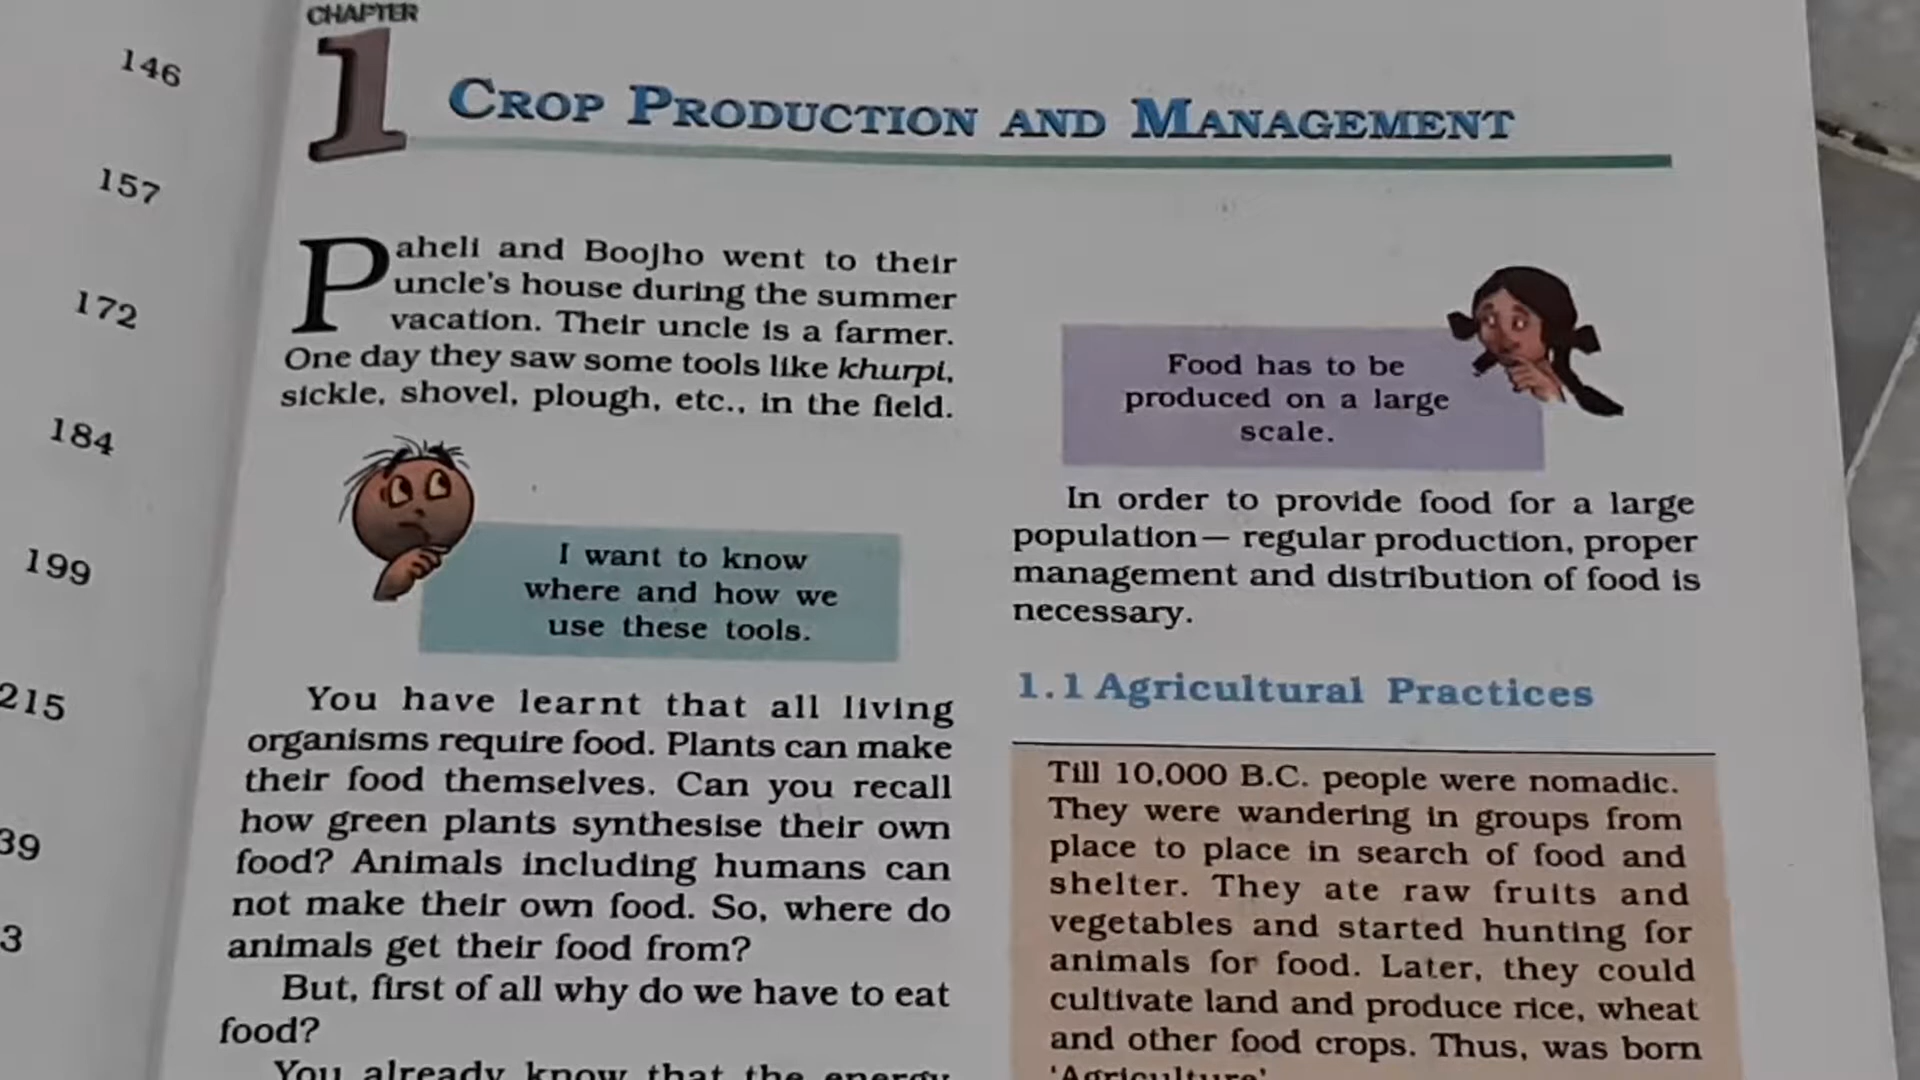 146
157
172
184
199
215
39
3
CHAPTER
1
CROP PRODUCTION AND MANAGEMENT
Paheli and Boojho went to their
uncle's house during the summer
vacation. Their uncle is a farmer.
One day they saw some tools like khurpi,
sickle, shovel, plough, etc., in the field.
I want to know
where and how we
use these tools.
You have learnt that all living
organisms require food. Plants can make
their food themselves. Can you recall
how green plants synthesise their own
food? Animals including humans can
not make their own food. So, where do
animals get their food from?
But, first of all why do we have to eat
food?
You already know that the energy
Food has to be
produced on a large
scale.
In order to provide food for a large
population— regular production, proper
management and distribution of food is
necessary.
1.1 Agricultural Practices
Till 10,000 B.C. people were nomadic.
They were wandering in groups from
place to place in search of food and
shelter. They ate raw fruits and
vegetables and started hunting for
animals for food. Later, they could
cultivate land and produce rice, wheat
and other food crops. Thus, was born
'Agriculture'